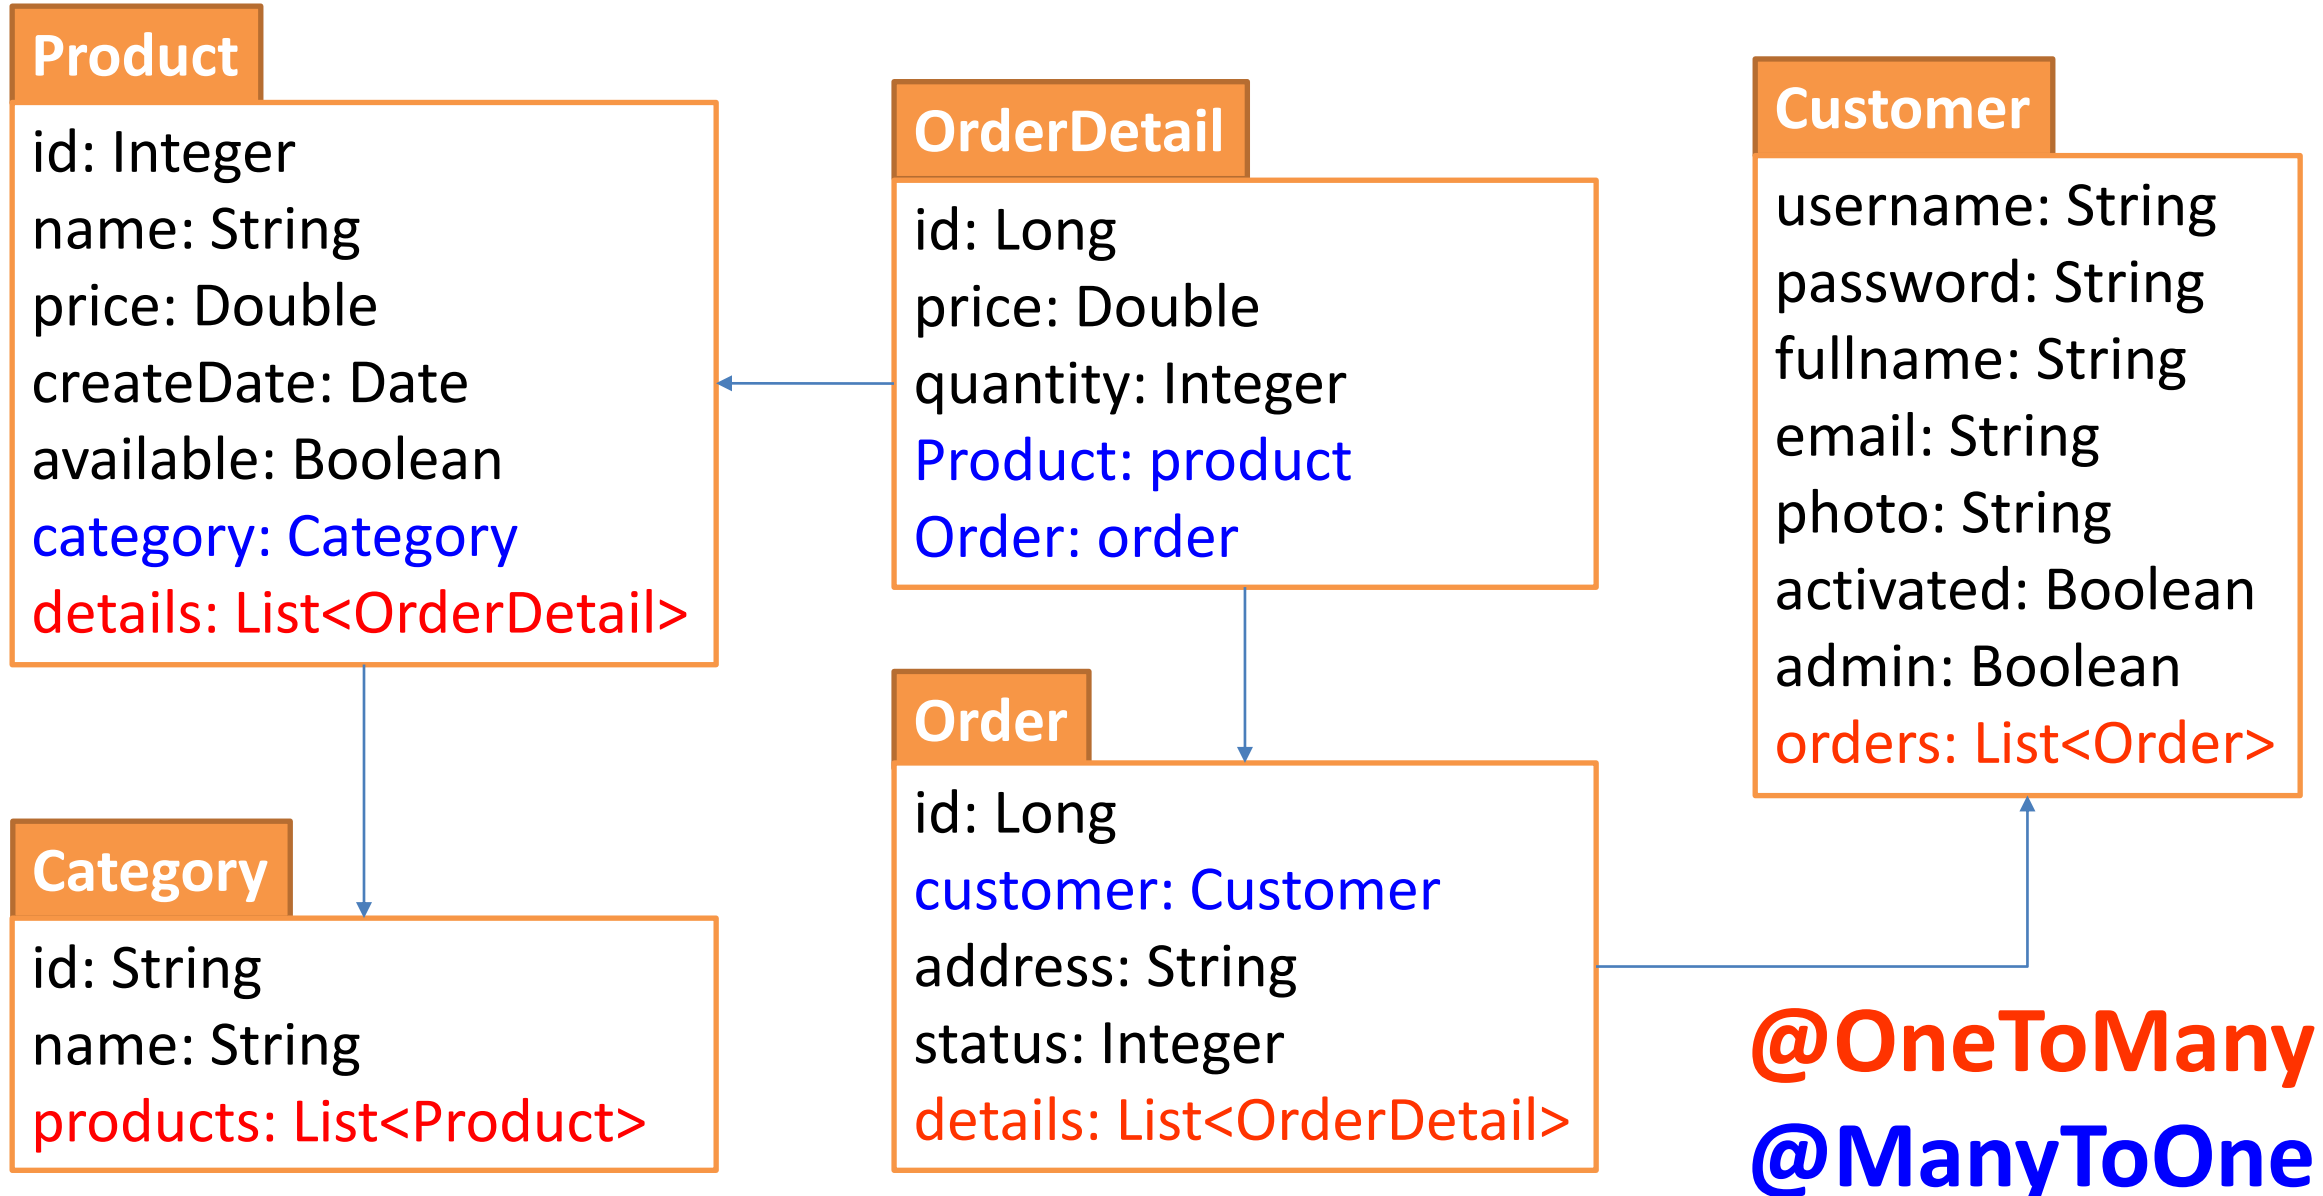 Product
id: Integer
name: String
price: Double
createDate: Date
available: Boolean
category: Category
details: List<OrderDetail>
Category
id: String
name: String
products: List<Product>
OrderDetail
id: Long
price: Double
quantity: Integer
Product: product
Order: order
Order
id: Long
customer: Customer
address: String
status: Integer
details: List<OrderDetail>
Customer
username: String
password: String
fullname: String
email: String
photo: String
activated: Boolean
admin: Boolean
orders: List<Order>
@OneToMany
@ManyToOne